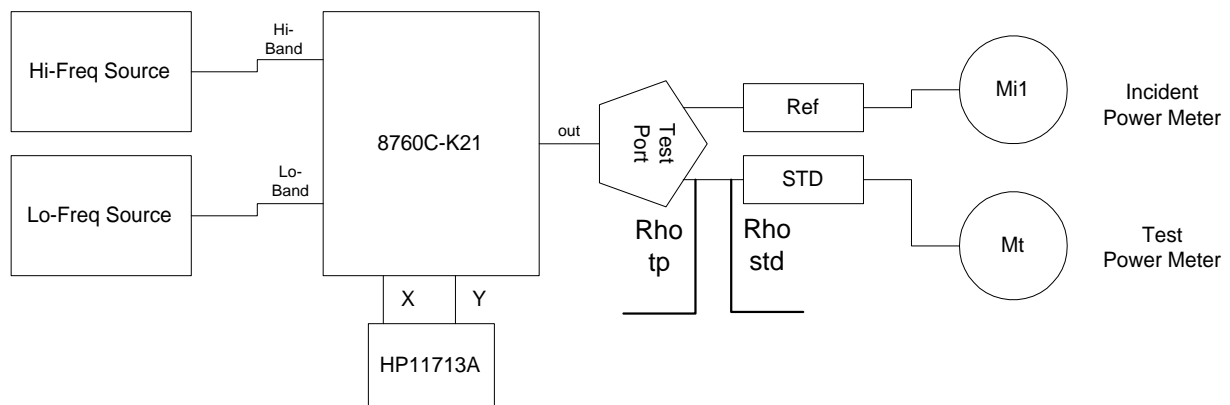 Hi-Freq Source
Hi-
Band
8760C-K21
Lo-Freq Source
Lo-
Band
X
Y
HP11713A
out
Test
Port
Ref
Mi1
Incident
Power Meter
STD
Mt
Test
Power Meter
Rho
tp
Rho
std